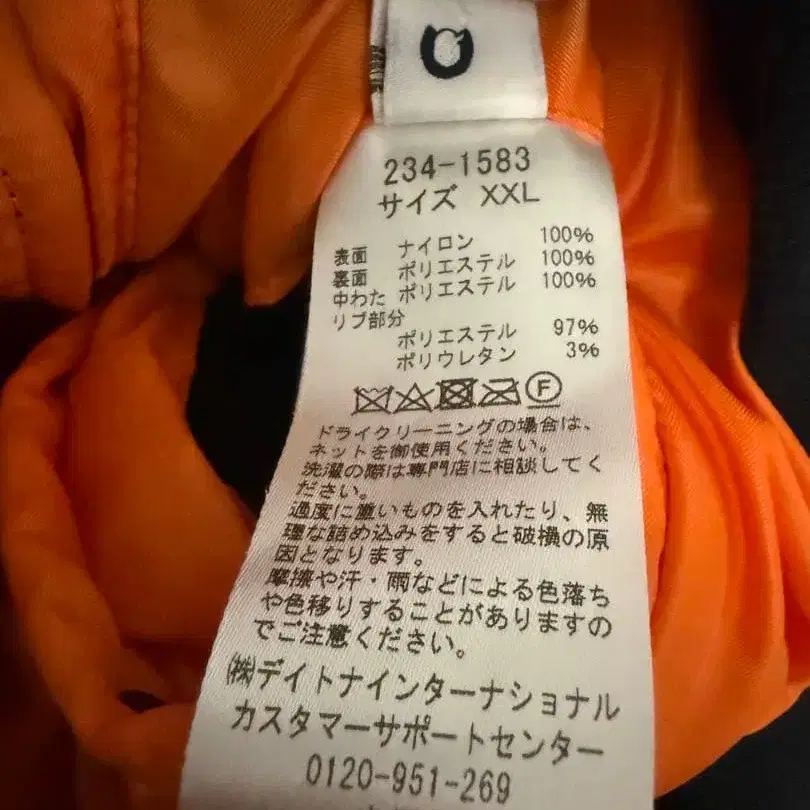 234-1583
サイズ XXL
表面 ナイロン 100%
裏面 ポリエステル 100%
中わた ポリエステル 100%
リブ部分
ポリエステル 97%
ポリウレタン 3%
F
ドライクリーニングの場合は、
ネットを御使用ください。
洗濯の際は専門店に相談してく
ださい。
過度に重いものを入れたり、無
理な詰め込みをすると破損の原
因となります。
摩擦や汗・雨などによる色落ち
や色移りすることがありますの
でご注意ください。
㈱デイトナインターナショナル
カスタマーサポートセンター
0120-951-269